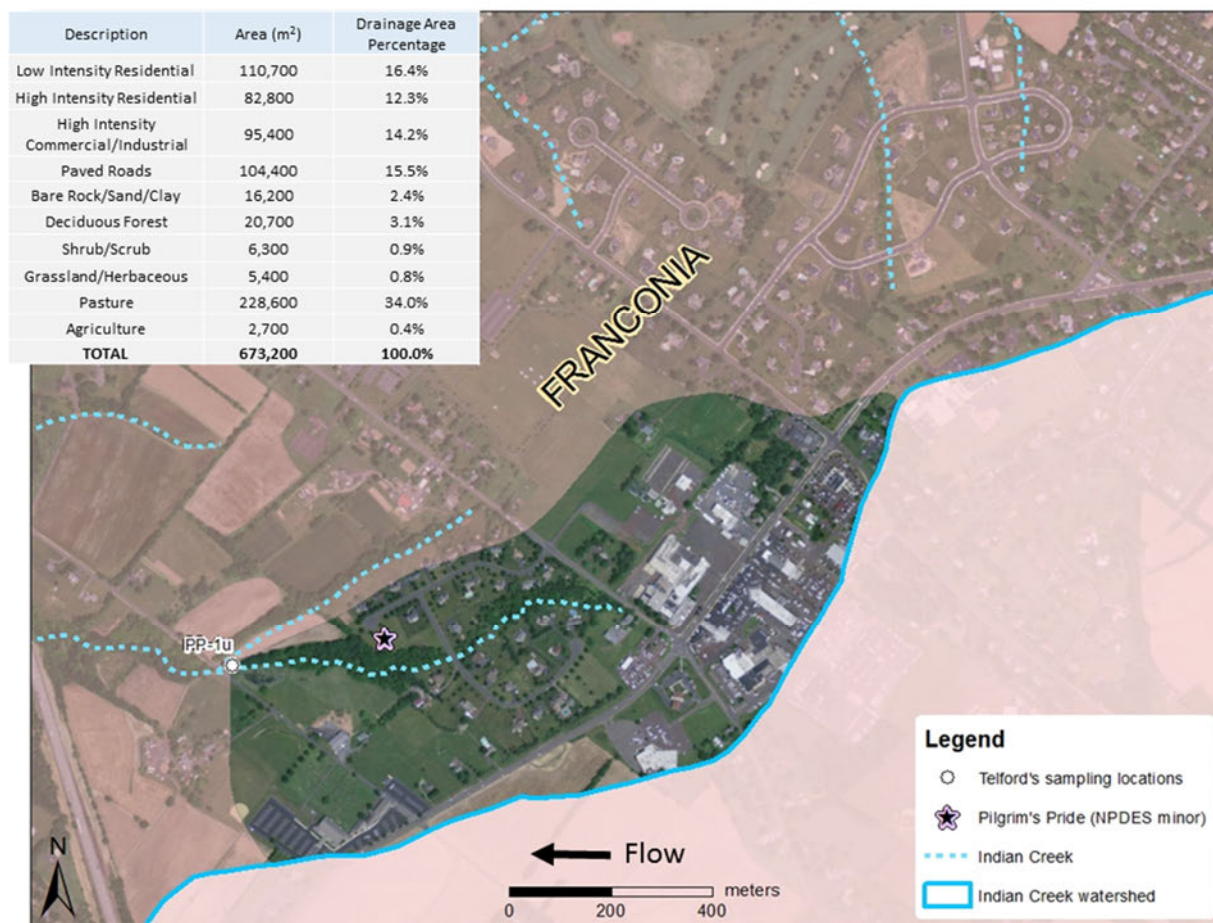 Description Area (m²) Drainage Area
Percentage
Low Intensity Residential 110,700 16.4%
High Intensity Residential 82,800 12.3%
High Intensity
Commercial/Industrial 95,400 14.2%
Paved Roads 104,400 15.5%
Bare Rock/Sand/Clay 16,200 2.4%
Deciduous Forest 20,700 3.1%
Shrub/Scrub 6,300 0.9%
Grassland/Herbaceous 5,400 0.8%
Pasture 228,600 34.0%
Agriculture 2,700 0.4%
TOTAL 673,200 100.0%
FRANCONIA
PP-1u
Legend
Telford's sampling locations
Pilgrim's Pride (NPDES minor)
Indian Creek
Indian Creek watershed
N
Flow
meters
0 200 400